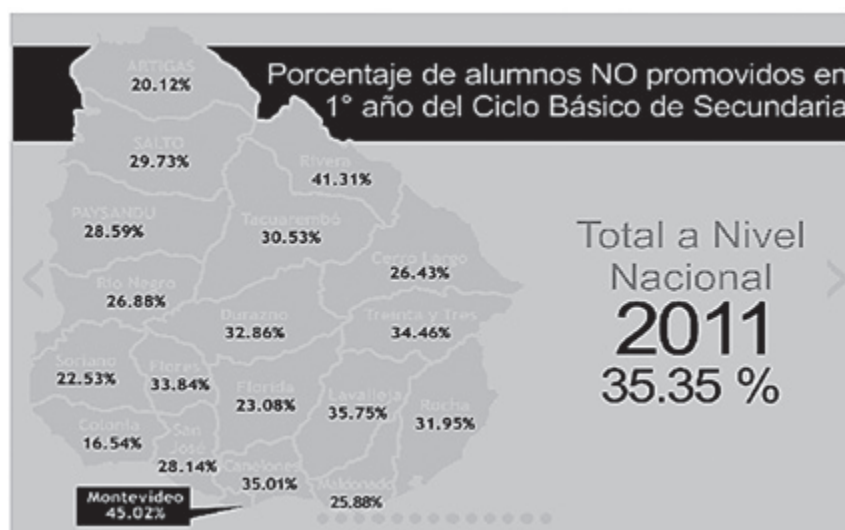 Porcentaje de alumnos NO promovidos en
1° año del Ciclo Básico de Secundaria
ARTIGAS
20.12%
SALTO
29.73%
Rivera
41.31%
PAYSANDU
28.59%
Tacuarembó
30.53%
Cerro Largo
26.43%
Río Negro
26.88%
Durazno
32.86%
Treinta y Tres
34.46%
Soriano
22.53%
Flores
33.84%
Florida
23.08%
Lavalleja
35.75%
Rocha
31.95%
Colonia
16.54%
San
José
28.14%
Canelones
35.01%
Maldonado
25.88%
Montevideo
45.02%
Total a Nivel
Nacional
2011
35.35 %